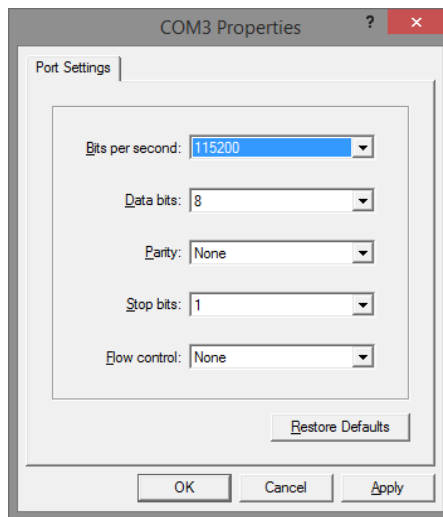 COM3 Properties ? ×
Port Settings
Bits per second: 115200
Data bits: 8
Parity: None
Stop bits: 1
Flow control: None
Restore Defaults
OK Cancel Apply